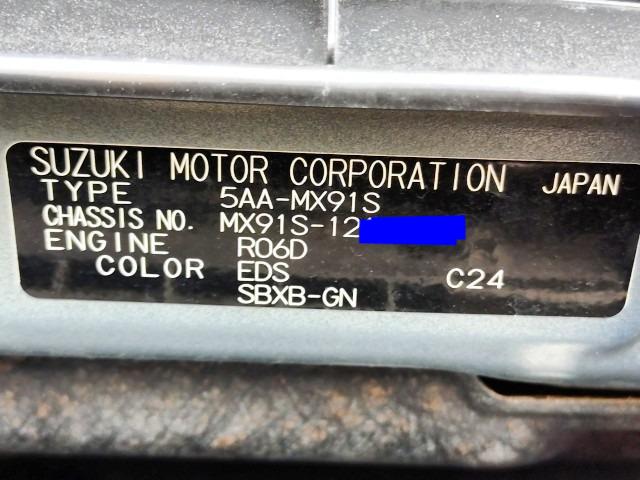 SUZUKI MOTOR CORPORATION JAPAN
TYPE 5AA-MX91S
CHASSIS NO. MX91S-12
ENGINE R06D
COLOR EDS C24
SBXB-GN